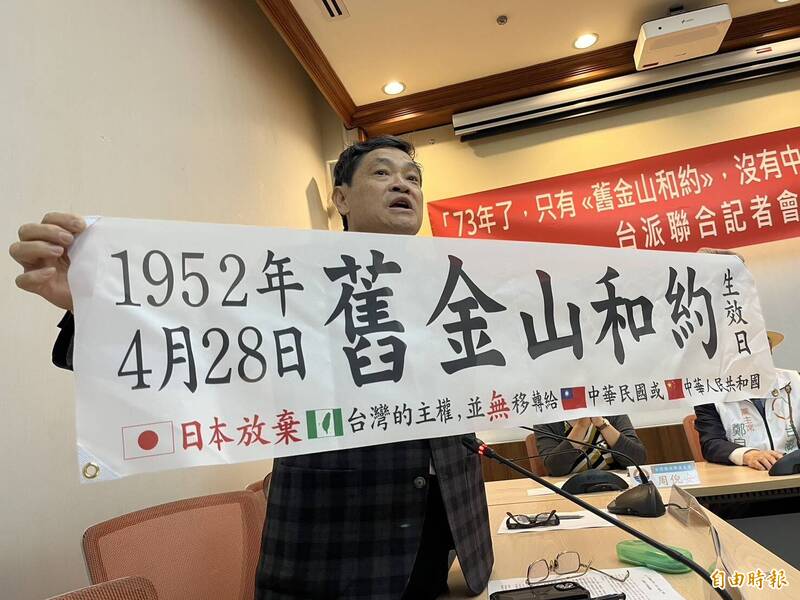 「73年了，只有《舊金山和約》，沒有中
台派聯合記者會
1952年
4月28日
舊金山和約
生效日
日本放棄台灣的主權,並無移轉給中華民國或中華人民共和國
周倪
自由時報